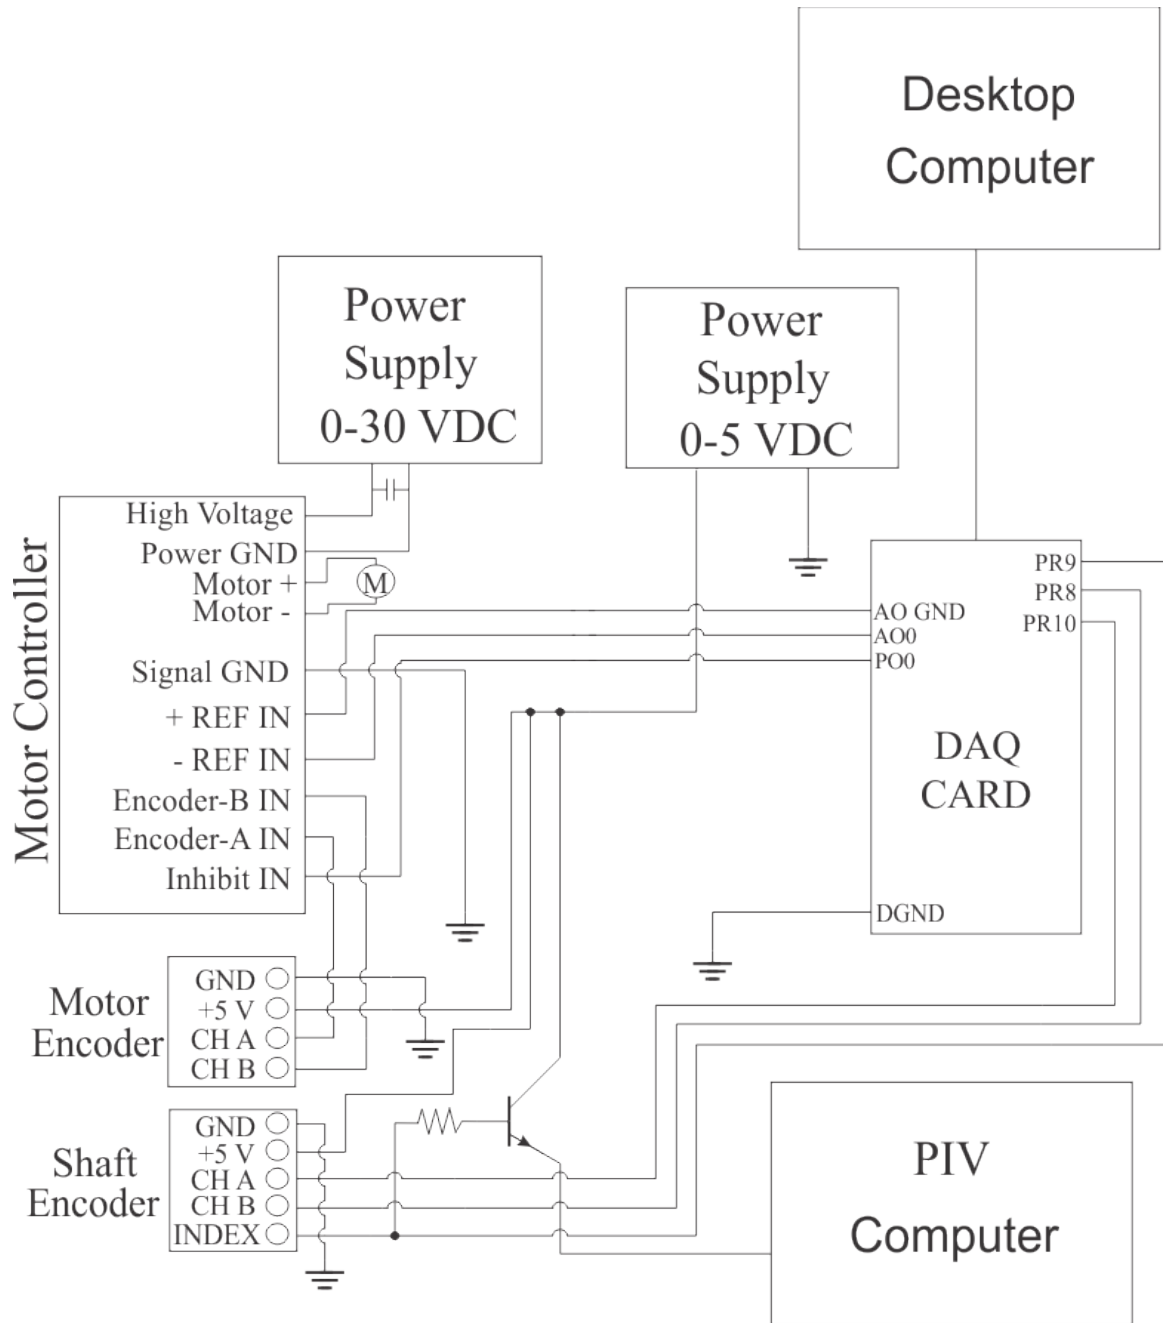 Desktop
Computer
Power
Supply
0-30 VDC
Power
Supply
0-5 VDC
Motor Controller
High Voltage
Power GND
Motor +
Motor -
Signal GND
+ REF IN
- REF IN
Encoder-B IN
Encoder-A IN
Inhibit IN
M
PR9
PR8
PR10
AO GND
AO0
PO0
DAQ
CARD
DGND
Motor
Encoder
GND
+5 V
CH A
CH B
Shaft
Encoder
GND
+5 V
CH A
CH B
INDEX
PIV
Computer